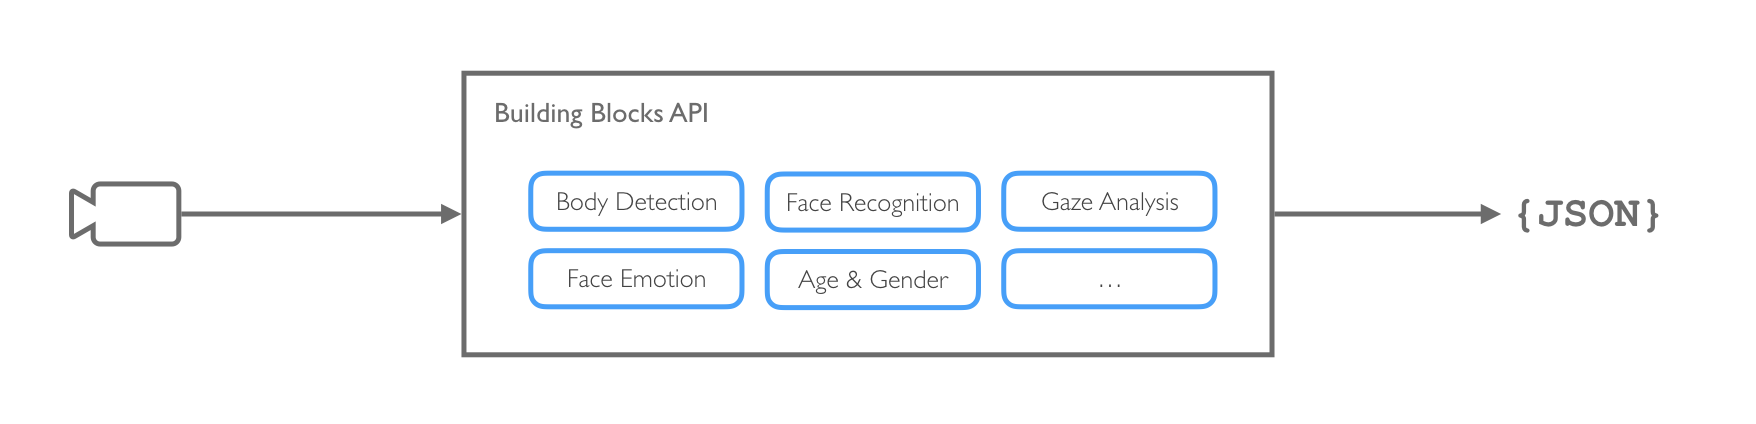 Building Blocks API
Body Detection
Face Recognition
Gaze Analysis
Face Emotion
Age & Gender
...
{JSON}